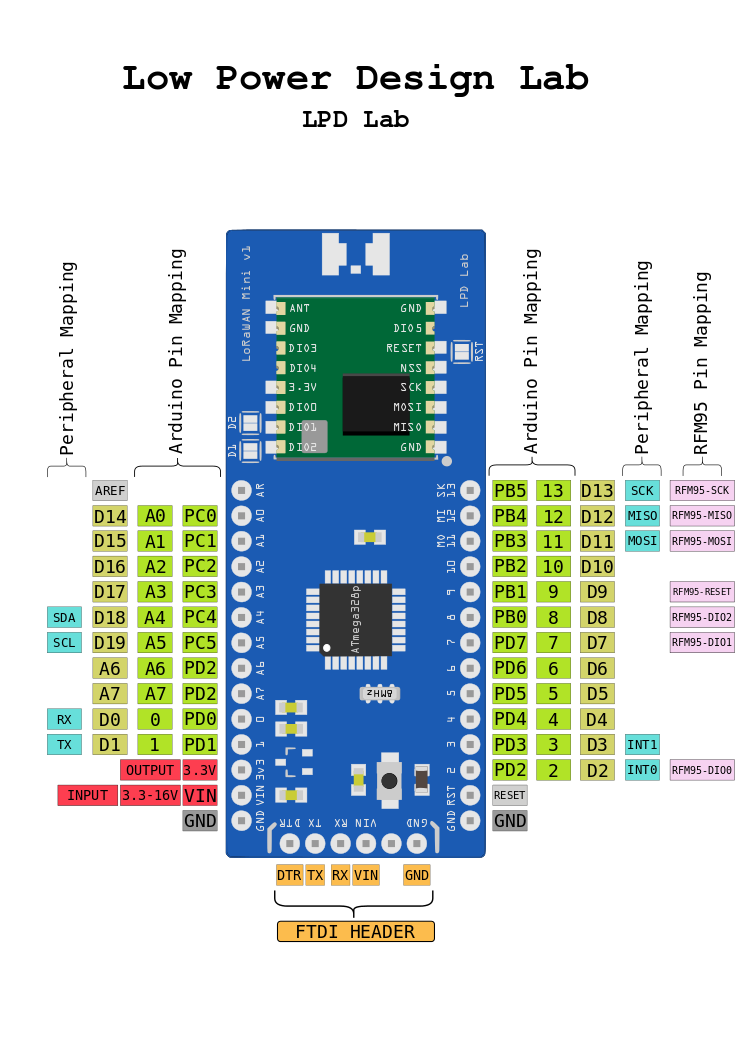 Low Power Design Lab
LPD Lab
Peripheral Mapping
Arduino Pin Mapping
Arduino Pin Mapping
Peripheral Mapping
RFM95 Pin Mapping
LoRaWAN Mini v1
LPD Lab
ANT GND
GND DIO5
DIO3 RESET
DIO4 NSS
3.3V SCK
DIO0 MOSI
DIO1 MISO
DIO2 GND
RST
D2
D1
AREF AR SK 13 PB5 13 D13 SCK RFM95-SCK
D14 A0 PC0 A0 MI 12 PB4 12 D12 MISO RFM95-MISO
D15 A1 PC1 A1 MO 11 PB3 11 D11 MOSI RFM95-MOSI
D16 A2 PC2 A2 10 PB2 10 D10
D17 A3 PC3 A3 9 PB1 9 D9 RFM95-RESET
SDA D18 A4 PC4 A4 8 PB0 8 D8 RFM95-DIO2
SCL D19 A5 PC5 A5 7 PD7 7 D7 RFM95-DIO1
A6 A6 PD2 A6 6 PD6 6 D6
A7 A7 PD2 A7 5 PD5 5 D5
RX D0 0 PD0 0 4 PD4 4 D4
TX D1 1 PD1 1 3 PD3 3 D3 INT1
OUTPUT 3.3V 3v3 2 PD2 2 D2 INT0 RFM95-DIO0
INPUT 3.3-16V VIN VIN RST RESET
GND GND GND GND
ATmega328p
8MHz
DTR TX RX VIN GND
DTR TX RX VIN GND
FTDI HEADER